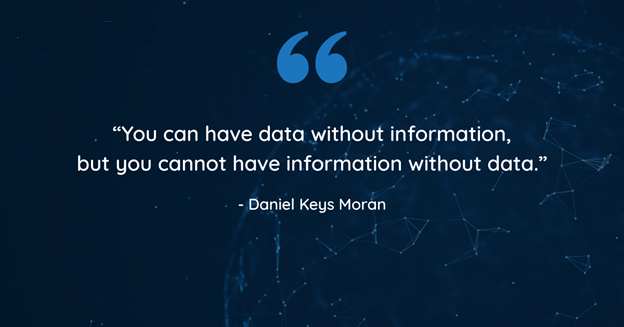 “You can have data without information,
but you cannot have information without data.”
- Daniel Keys Moran